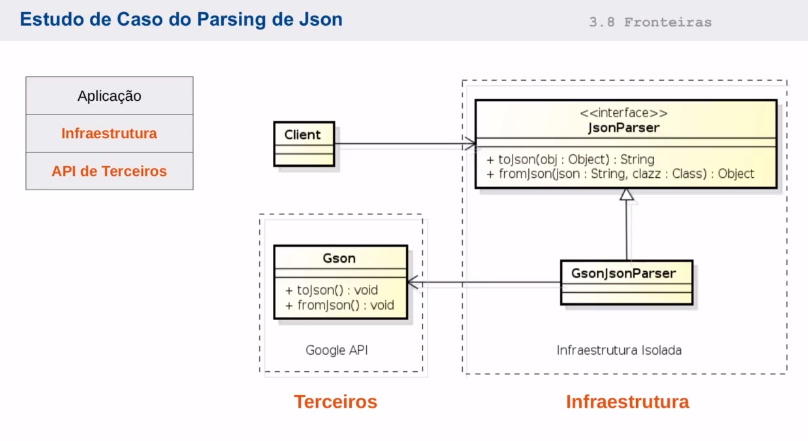 Estudo de Caso do Parsing de Json
3.8 Fronteiras
Aplicação
Infraestrutura
API de Terceiros
Client
<<interface>>
JsonParser
+ toJson(obj : Object) : String
+ fromJson(json : String, clazz : Class) : Object
Gson
+ toJson() : void
+ fromJson() : void
GsonJsonParser
Google API
Infraestrutura Isolada
Terceiros
Infraestrutura